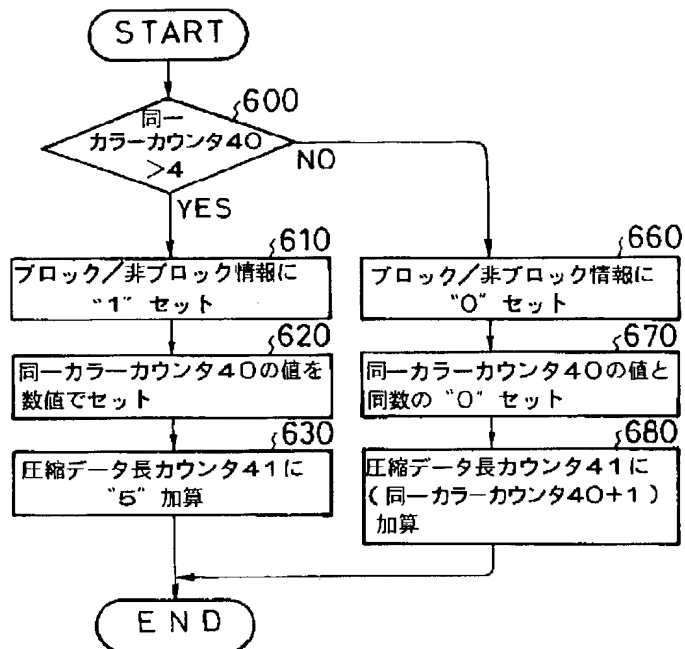 START
600
同一
カラーカウンタ40
>4
NO
YES
610
ブロック/非ブロック情報に
"1" セット
620
同一カラーカウンタ40の値を
数値でセット
630
圧縮データ長カウンタ41に
"5" 加算
660
ブロック/非ブロック情報に
"0" セット
670
同一カラーカウンタ40の値と
同数の "0" セット
680
圧縮データ長カウンタ41に
(同一カラーカウンタ40+1)
加算
END